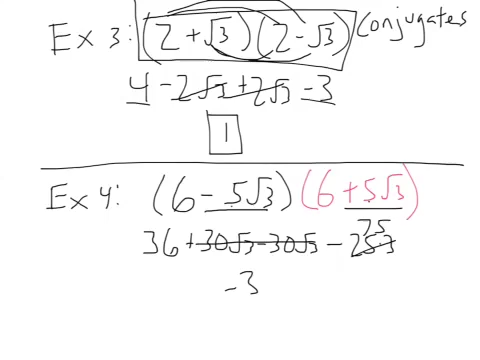 Ex 3: (2 + √3)(2 - √3) Conjugates
4 - 2√3 + 2√3 - 3
1
Ex 4: (6 - 5√3)(6 + 5√3)
75
36 + 30√3 - 30√3 - 25·3
-3